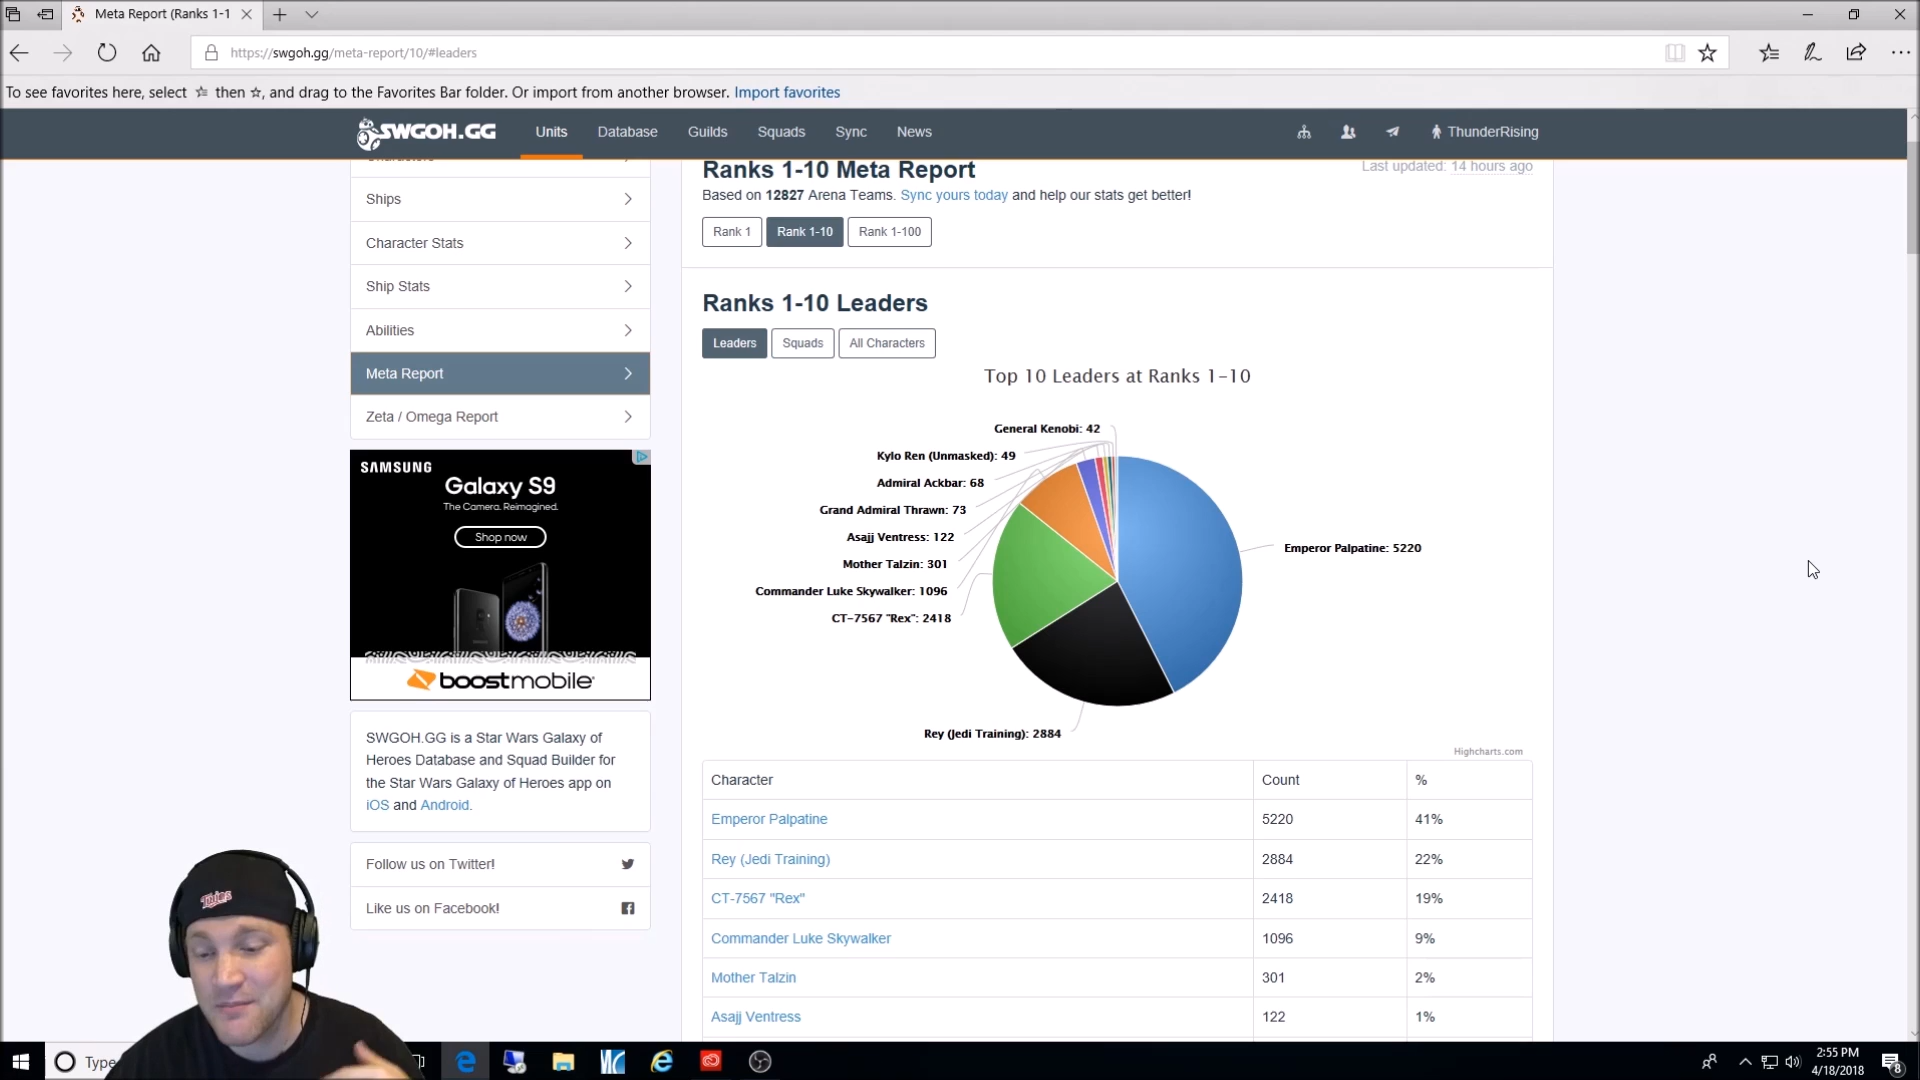 Meta Report (Ranks 1-1
https://swgoh.gg/meta-report/10/#leaders
To see favorites here, select then , and drag to the Favorites Bar folder. Or import from another browser. Import favorites
SWGOH.GG Units Database Guilds Squads Sync News ThunderRising
Ships
Character Stats
Ship Stats
Abilities
Meta Report
Zeta / Omega Report
SAMSUNG
Galaxy S9
The Camera. Reimagined.
Shop now
boostmobile
SWGOH.GG is a Star Wars Galaxy of
Heroes Database and Squad Builder for
the Star Wars Galaxy of Heroes app on
iOS and Android.
Follow us on Twitter!
Like us on Facebook!
Ranks 1-10 Meta Report
Last updated: 14 hours ago
Based on 12827 Arena Teams. Sync yours today and help our stats get better!
Rank 1 Rank 1-10 Rank 1-100
Ranks 1-10 Leaders
Leaders Squads All Characters
Top 10 Leaders at Ranks 1-10
General Kenobi: 42
Kylo Ren (Unmasked): 49
Admiral Ackbar: 68
Grand Admiral Thrawn: 73
Asajj Ventress: 122
Emperor Palpatine: 5220
Mother Talzin: 301
Commander Luke Skywalker: 1096
CT-7567 "Rex": 2418
Rey (Jedi Training): 2884
Highcharts.com
Character Count %
Emperor Palpatine 5220 41%
Rey (Jedi Training) 2884 22%
CT-7567 "Rex" 2418 19%
Commander Luke Skywalker 1096 9%
Mother Talzin 301 2%
Asajj Ventress 122 1%
Twins
Type
2:55 PM
4/18/2018
8